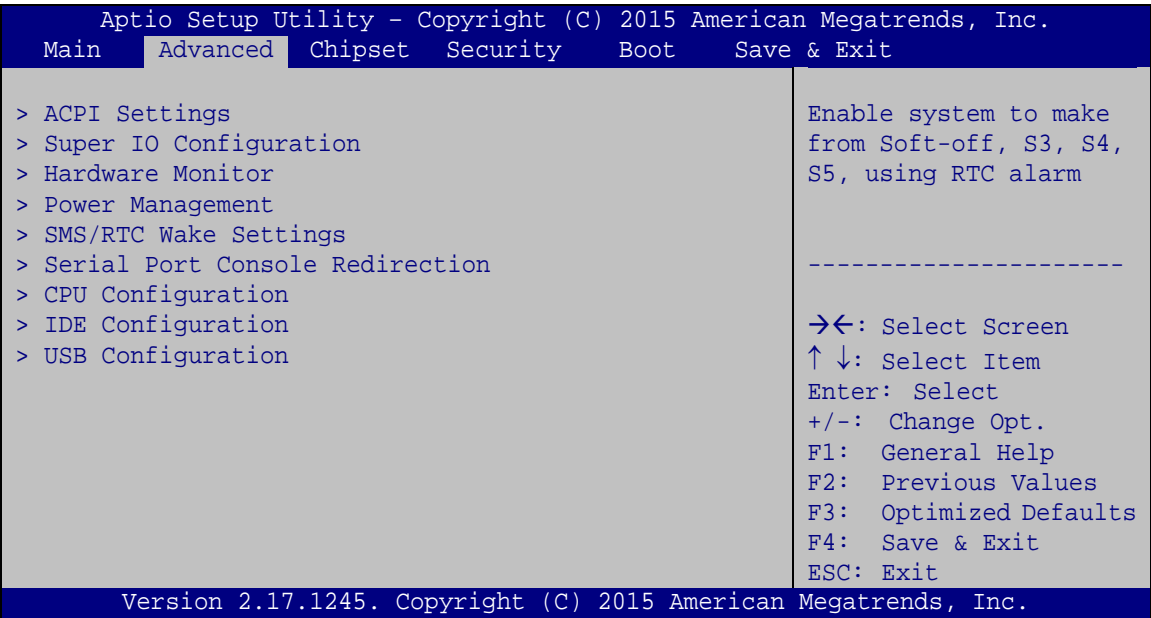 Aptio Setup Utility – Copyright (C) 2015 American Megatrends, Inc.
Main Advanced Chipset Security Boot Save & Exit
> ACPI Settings
> Super IO Configuration
> Hardware Monitor
> Power Management
> SMS/RTC Wake Settings
> Serial Port Console Redirection
> CPU Configuration
> IDE Configuration
> USB Configuration
Enable system to make
from Soft-off, S3, S4,
S5, using RTC alarm
----------------------
→←: Select Screen
↑ ↓: Select Item
Enter: Select
+/-: Change Opt.
F1: General Help
F2: Previous Values
F3: Optimized Defaults
F4: Save & Exit
ESC: Exit
Version 2.17.1245. Copyright (C) 2015 American Megatrends, Inc.